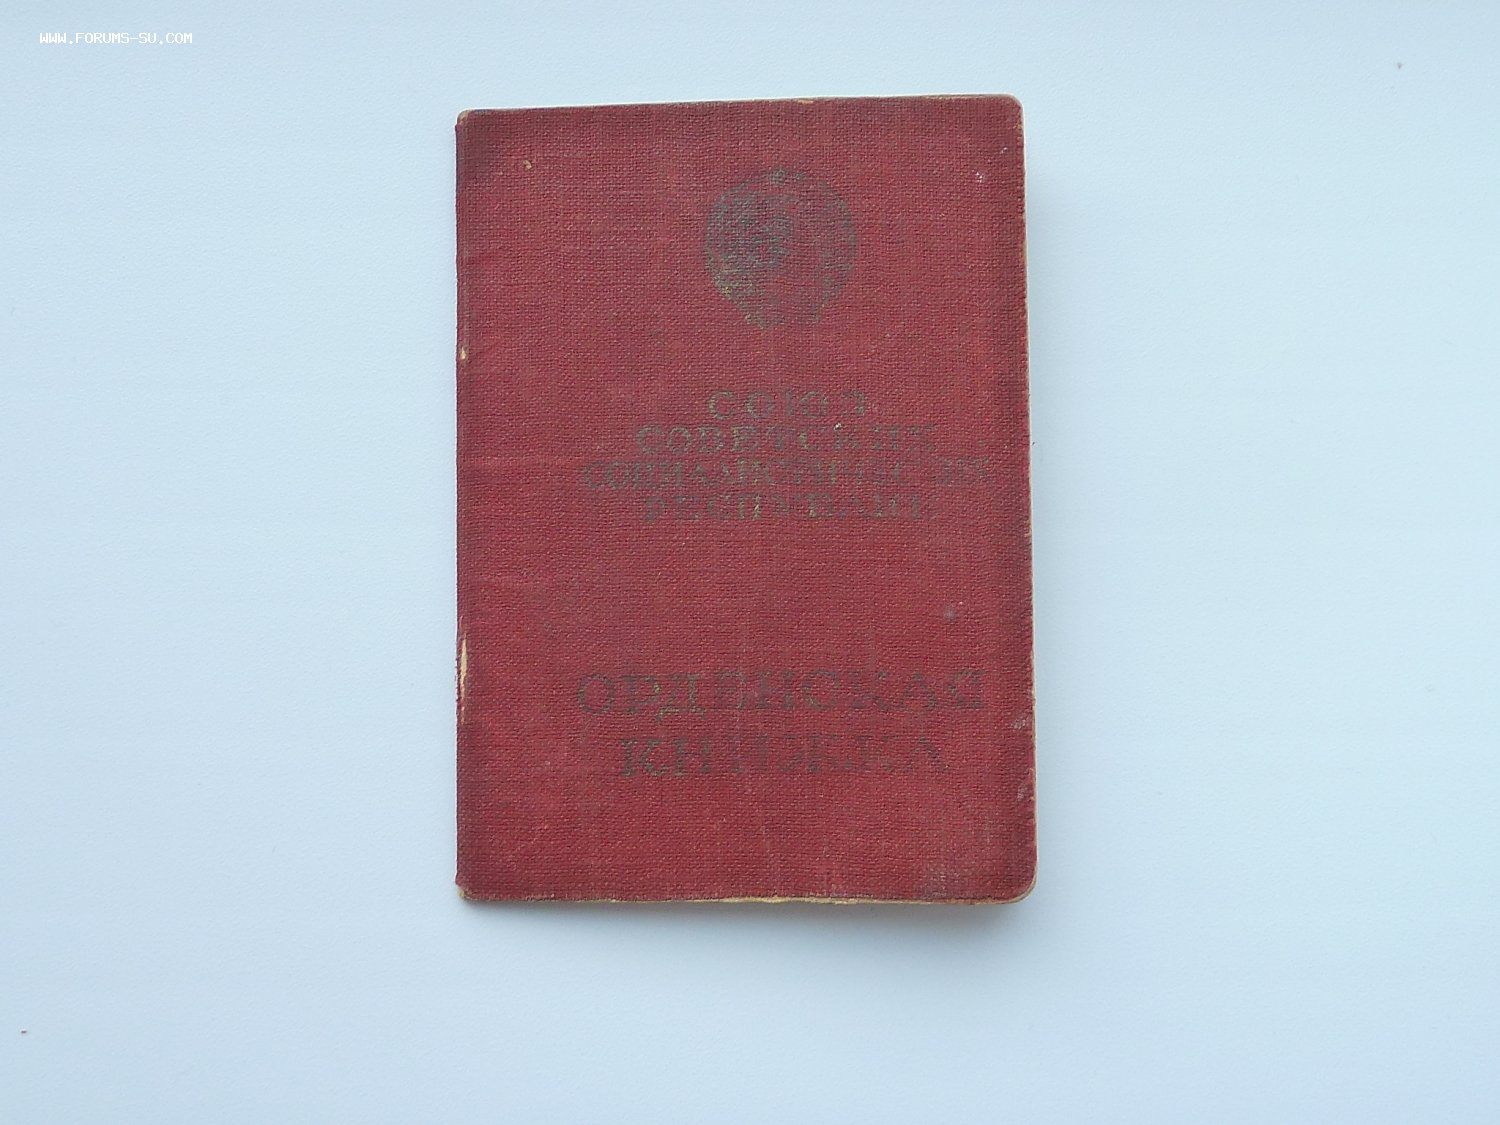 WWW.FORUMS-SU.COM
СОЮЗ
СОВЕТСКИХ
СОЦИАЛИСТИЧЕСКИХ
РЕСПУБЛИК
ОРДЕНСКАЯ
КНИЖКА